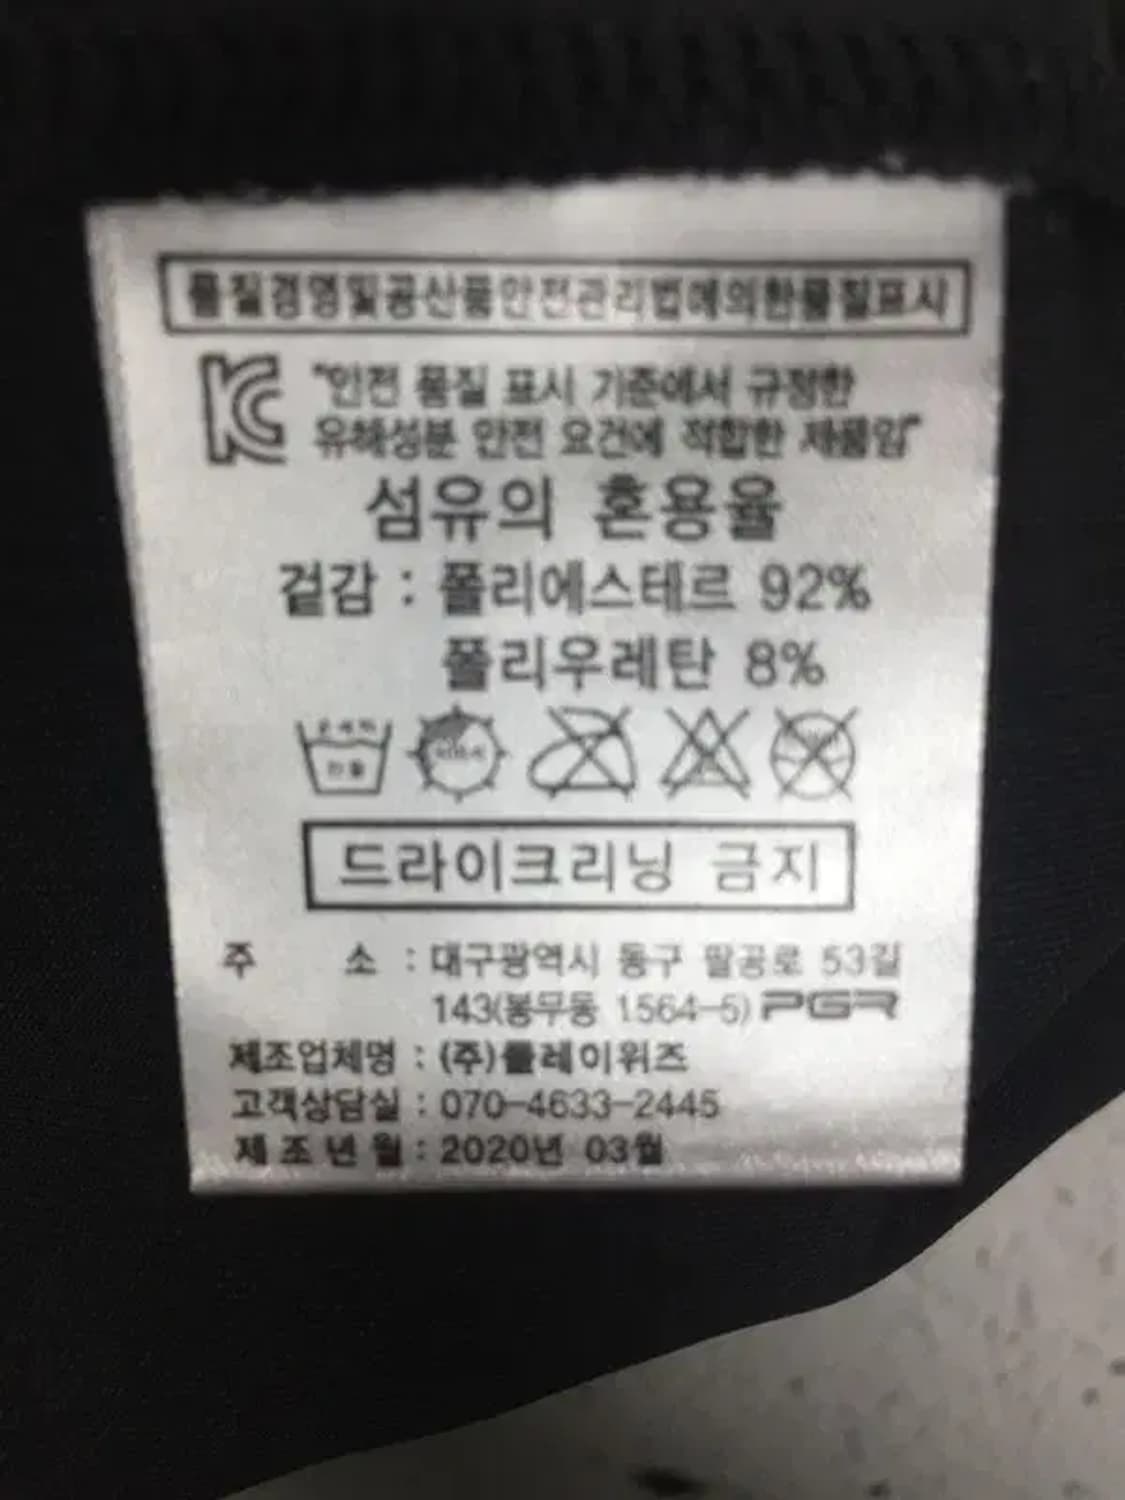 품질경영및공산품안전관리법에의한품질표시
"안전 품질 표시 기준에서 규정한
유해성분 안전 요건에 적합한 제품임"
섬유의 혼용율
겉감 : 폴리에스테르 92%
폴리우레탄 8%
드라이크리닝 금지
주 소 : 대구광역시 동구 팔공로 53길
143(봉무동 1564-5) PGR
제조업체명 : (주)플레이위즈
고객상담실 : 070-4633-2445
제조년월 : 2020년 03월